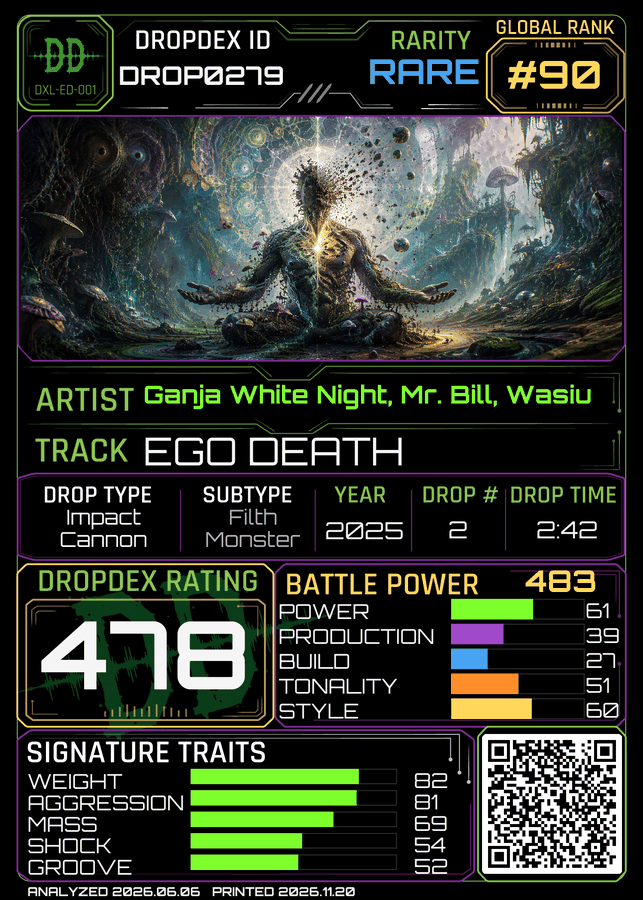 DD
DXL-ED-001
DROPDEX ID
DROP0279
RARITY
RARE
GLOBAL RANK
#90
ARTIST Ganja White Night, Mr. Bill, Wasiu
TRACK EGO DEATH
DROP TYPE
Impact
Cannon
SUBTYPE
Filth
Monster
YEAR
2025
DROP #
2
DROP TIME
2:42
DROPDEX RATING
478
BATTLE POWER 483
POWER 61
PRODUCTION 39
BUILD 27
TONALITY 51
STYLE 60
SIGNATURE TRAITS
WEIGHT 82
AGGRESSION 81
MASS 69
SHOCK 54
GROOVE 52
ANALYZED 2026.06.06 PRINTED 2026.11.20